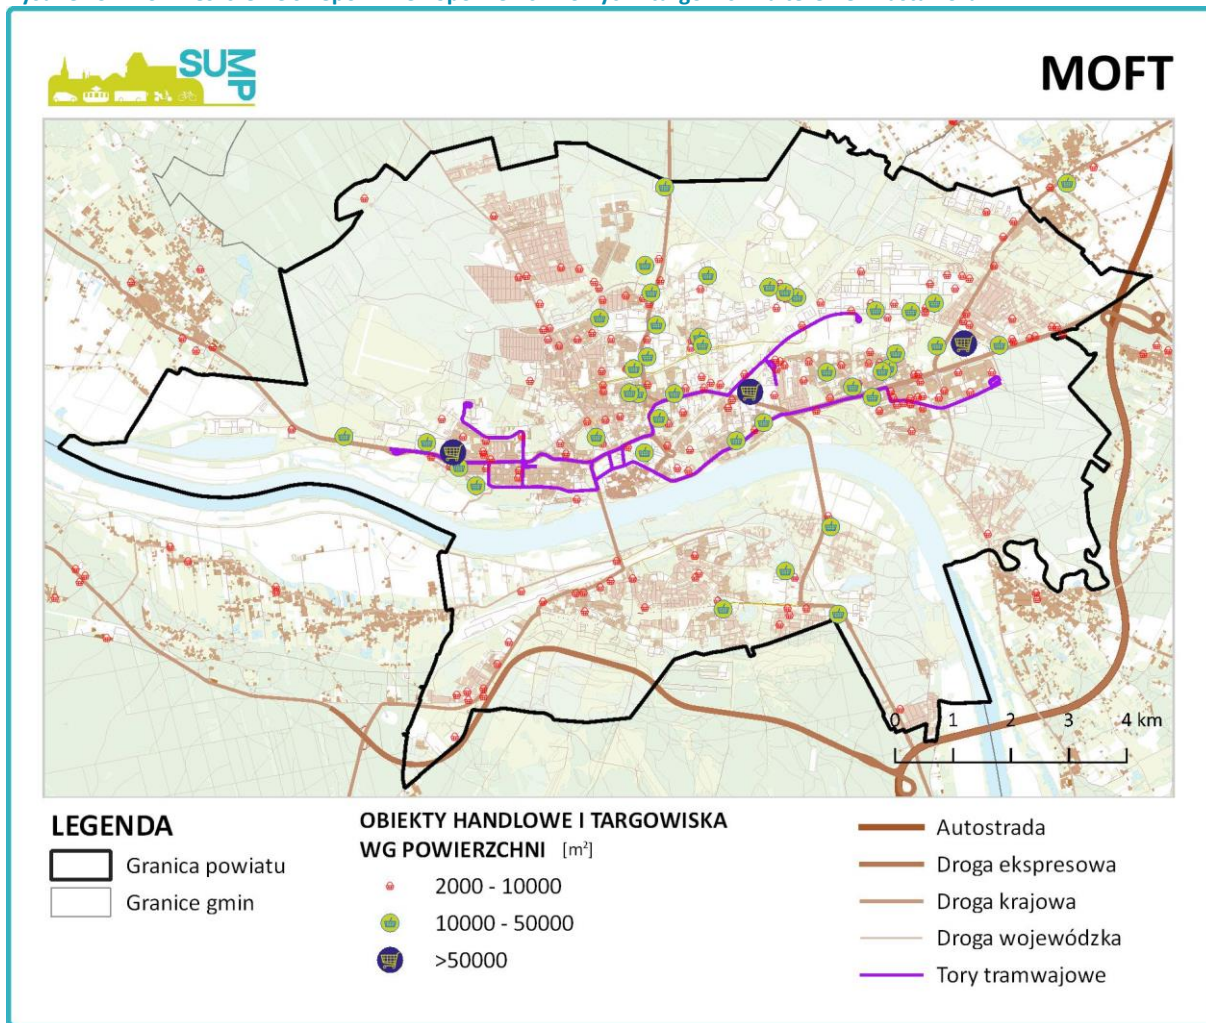 SUMP
MOFT
0 1 2 3 4 km
LEGENDA
Granica powiatu
Granice gmin
OBIEKTY HANDLOWE I TARGOWISKA
WG POWIERZCHNI [m²]
2000 - 10000
10000 - 50000
>50000
Autostrada
Droga ekspresowa
Droga krajowa
Droga wojewódzka
Tory tramwajowe